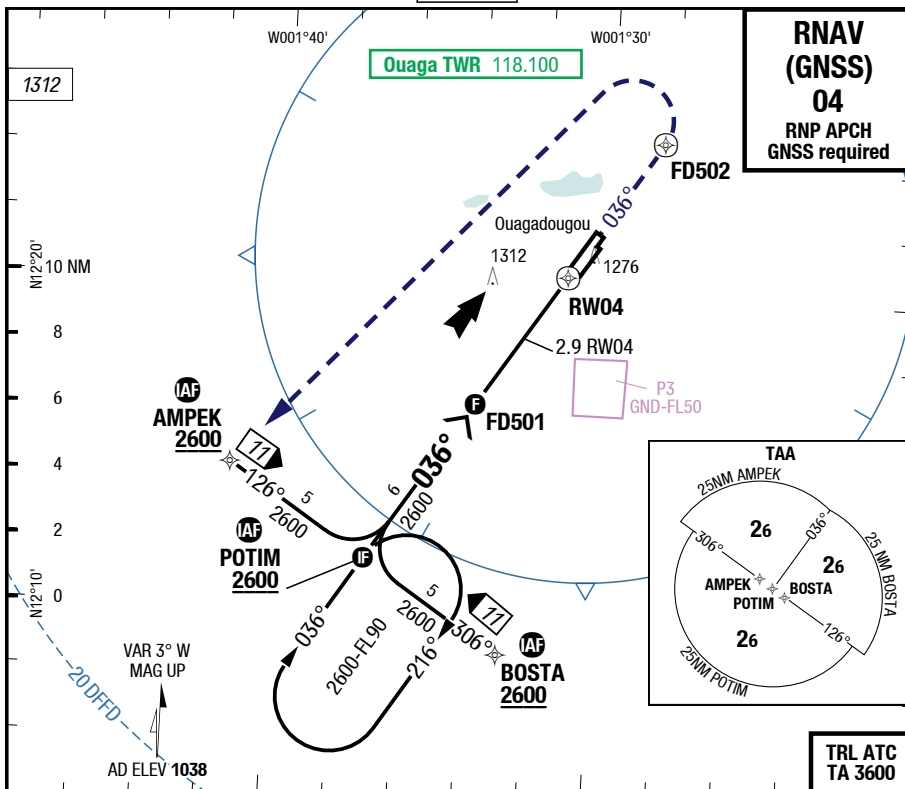 W001°40'
W001°30'
RNAV
(GNSS)
04
RNP APCH
GNSS required
Ouaga TWR 118.100
1312
FD502
036°
Ouagadougou
1312
1276
N12°20'
10 NM
RW04
8
2.9 RW04
P3
GND-FL50
6
IAF
AMPEK
2600
F
FD501
11
4
126°
5
2600
036°
6
2600
TAA
25NM AMPEK
306°
26
036°
25 NM BOSTA
26
AMPEK
POTIM
BOSTA
26
126°
25NM POTIM
2
IAF
POTIM
2600
IF
N12°10'
0
5
2600
306°
11
036°
2600-FL90
216°
IAF
BOSTA
2600
VAR 3° W
MAG UP
20 DFFD
AD ELEV 1038
TRL ATC
TA 3600